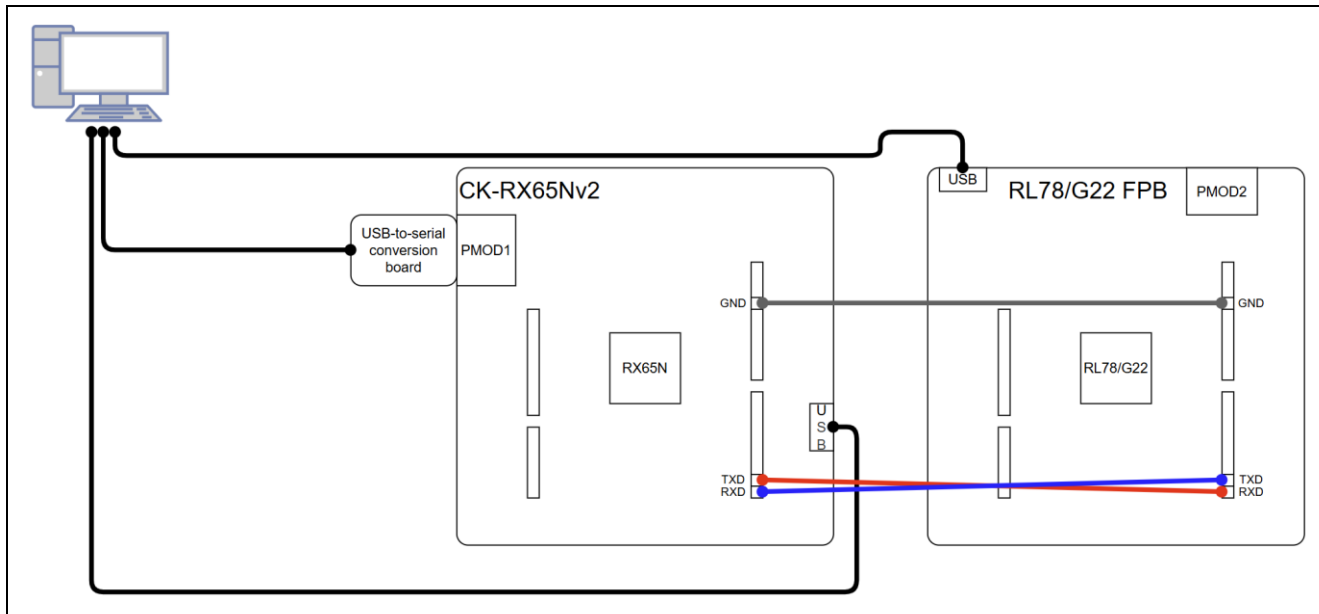 CK-RX65Nv2
USB-to-serial
conversion
board
PMOD1
RX65N
GND
U
S
B
TXD
RXD
USB
RL78/G22 FPB
PMOD2
GND
RL78/G22
TXD
RXD